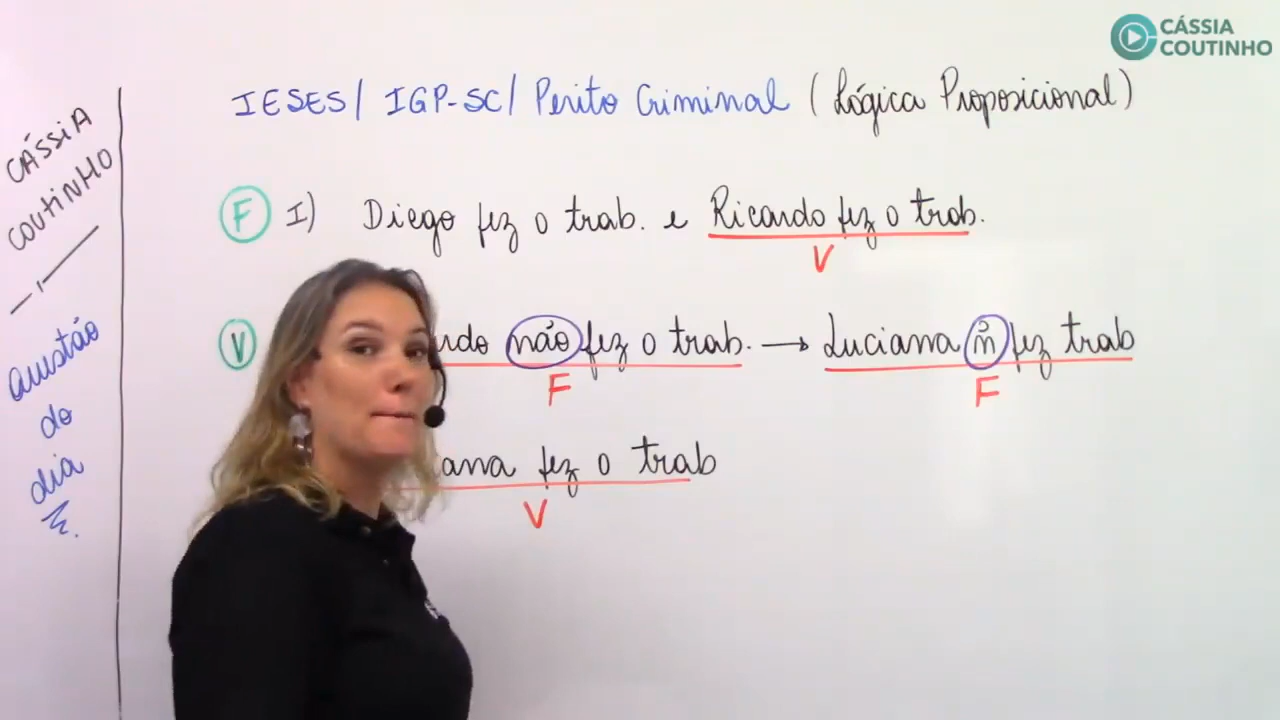 CÁSSIA
COUTINHO
IESES/ IGP-SC/ Perito Criminal (Lógica Proposicional)
CÁSSIA
COUTINHO
questão
do
dia
F I) Diego fez o trab. e Ricardo fez o trab.
V
V não fez o trab. → Luciana ñ fez trab
F F
fez o trab
V